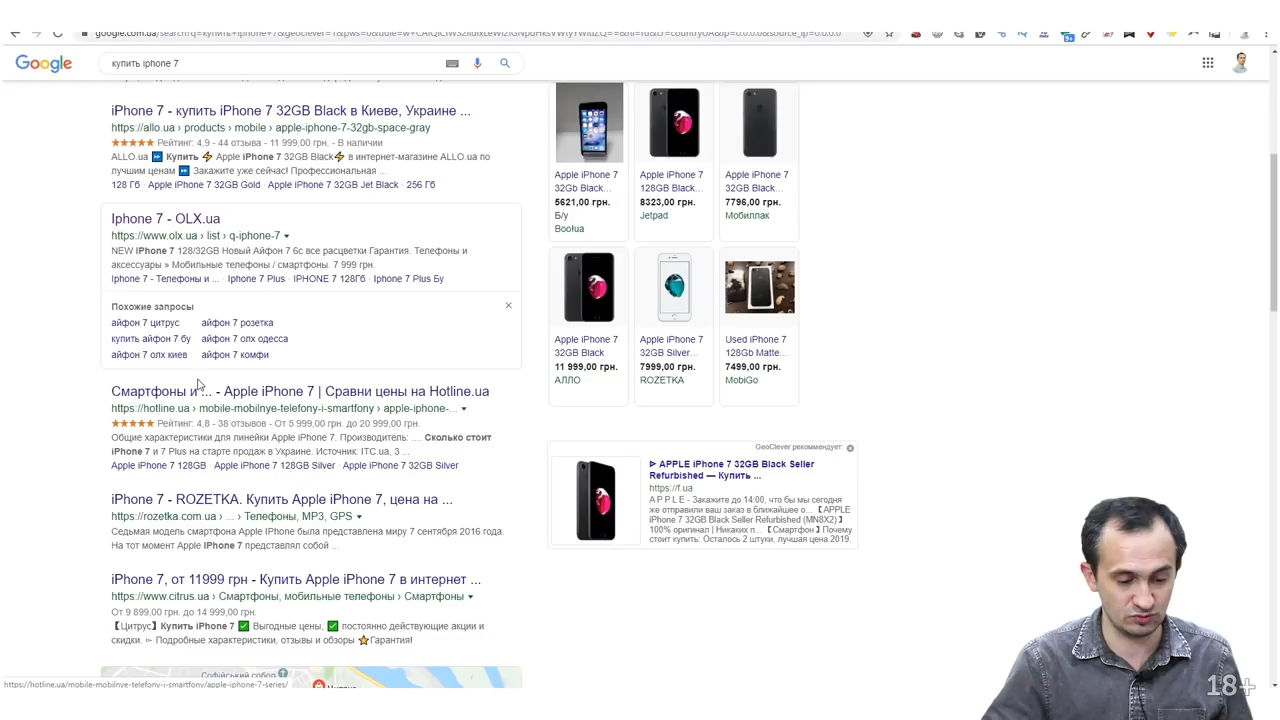 Google
купить iphone 7
iPhone 7 - купить iPhone 7 32GB Black в Киеве, Украине ...
https://allo.ua › products › mobile › apple-iphone-7-32gb-space-gray
★★★★★ Рейтинг: 4,9 - 44 отзыва - 11 999,00 грн. - В наличии
ALLO.ua ⏩ Купить ⚡ Apple iPhone 7 32GB Black⚡ в интернет-магазине ALLO.ua по
лучшим ценам ⏩ Закажите уже сейчас! Профессиональная ...
128 Гб · Apple iPhone 7 32GB Gold · Apple iPhone 7 32GB Jet Black · 256 Гб
Iphone 7 - OLX.ua
https://www.olx.ua › list › q-iphone-7 ▼
NEW iPhone 7 128/32GB Новый Айфон 7 6с все расцветки Гарантия. Телефоны и
аксессуары » Мобильные телефоны / смартфоны. 7 999 грн.
Iphone 7 - Телефоны и ... · Iphone 7 Plus · IPHONE 7 128Гб · Iphone 7 Plus Бу
Похожие запросы
айфон 7 цитрус айфон 7 розетка
купить айфон 7 бу айфон 7 олх одесса
айфон 7 олх киев айфон 7 комфи
Смартфоны и ... - Apple iPhone 7 | Сравни цены на Hotline.ua
https://hotline.ua › mobile-mobilnye-telefony-i-smartfony › apple-iphone-... ▼
★★★★★ Рейтинг: 4,8 - 38 отзывов - От 5 999,00 грн. до 20 999,00 грн.
Общие характеристики для линейки Apple iPhone 7. Производитель: .... Сколько стоит
iPhone 7 и 7 Plus на старте продаж в Украине. Источник: ITC.ua, 3 ...
Apple iPhone 7 128GB · Apple iPhone 7 128GB Silver · Apple iPhone 7 32GB Silver
iPhone 7 - ROZETKA. Купить Apple iPhone 7, цена на ...
https://rozetka.com.ua › ... › Телефоны, MP3, GPS ▼
Седьмая модель смартфона Apple IPhone была представлена миру 7 сентября 2016 года.
На тот момент Apple iPhone 7 представлял собой ...
iPhone 7, от 11999 грн - Купить Apple iPhone 7 в интернет ...
https://www.citrus.ua › Смартфоны, мобильные телефоны › Смартфоны ▼
От 9 899,00 грн. до 14 999,00 грн.
【Цитрус】Купить iPhone 7 ✅ Выгодные цены, ✅ постоянно действующие акции и
скидки. ➳ Подробные характеристики, отзывы и обзоры ⭐Гарантия!
Софійський собор
https://hotline.ua/mobile-mobilnye-telefony-i-smartfony/apple-iphone-7-series/
Apple iPhone 7
32Gb Black...
5621,00 грн.
Б/у
Booлua
Apple iPhone 7
128GB Black...
8323,00 грн.
Jetpad
Apple iPhone 7
32GB Black...
7796,00 грн.
Мобиллак
Apple iPhone 7
32GB Black
11 999,00 грн.
АЛЛО
Apple iPhone 7
32GB Silver...
7999,00 грн.
ROZETKA
Used iPhone 7
128Gb Matte...
7499,00 грн.
MobiGo
GeoClever рекоммендует:
ᐈ APPLE iPhone 7 32GB Black Seller
Refurbished — Купить ...
https://f.ua
A P P L E - Закажите до 14:00, что бы мы сегодня
же отправили ваш заказ в ближайшее о... 【APPLE
iPhone 7 32GB Black Seller Refurbished (MN8X2)】
100% оригинал | Никаких п... 【Смартфон】Почему
стоит купить: Осталось 2 штуки, лучшая цена 2019.
18+